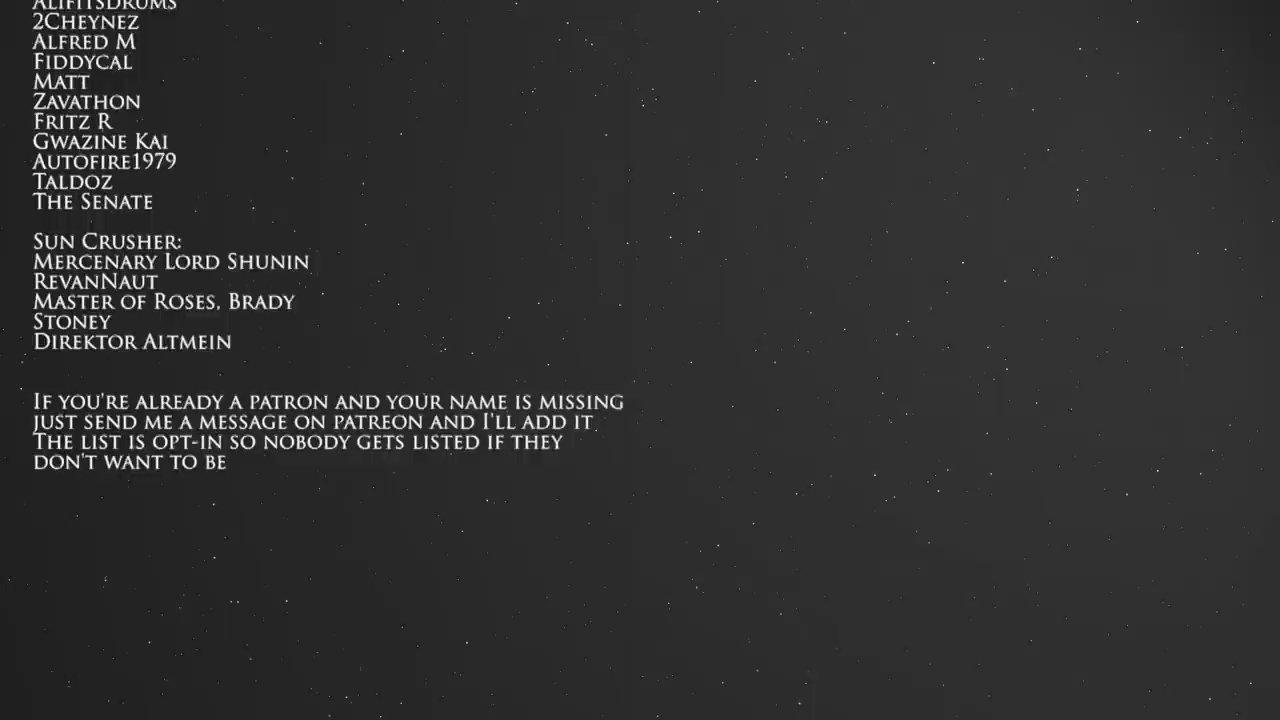 Alifitsdrums
2Cheynez
Alfred M
Fiddycal
Matt
Zavathon
Fritz R
Gwazine Kai
Autofire1979
Taldoz
The Senate
Sun Crusher:
Mercenary Lord Shunin
RevanNaut
Master of Roses, Brady
Stoney
Direktor Altmein
If you're already a patron and your name is missing
just send me a message on patreon and I'll add it.
The list is opt-in so nobody gets listed if they
don't want to be